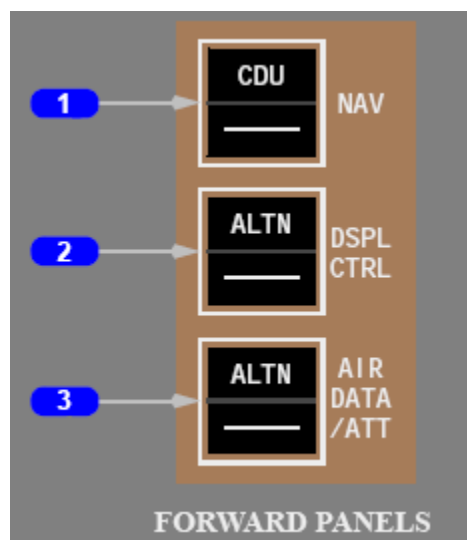 1
CDU
NAV
2
ALTN
DSPL
CTRL
3
ALTN
AIR
DATA
/ATT
FORWARD PANELS